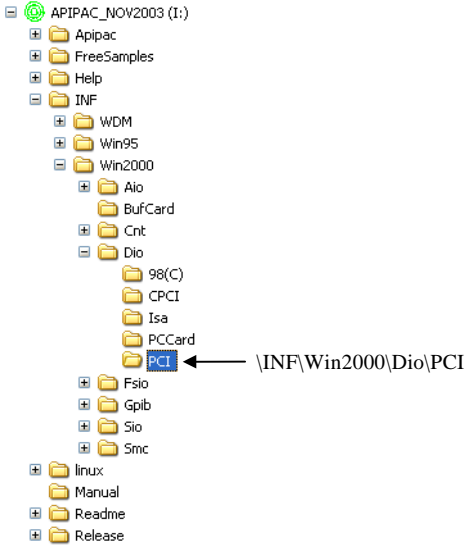 APIPAC_NOV2003 (I:)
Apipac
FreeSamples
Help
INF
WDM
Win95
Win2000
Aio
BufCard
Cnt
Dio
98(C)
CPCI
Isa
PCCard
PCI \INF\Win2000\Dio\PCI
Fsio
Gpib
Sio
Smc
linux
Manual
Readme
Release